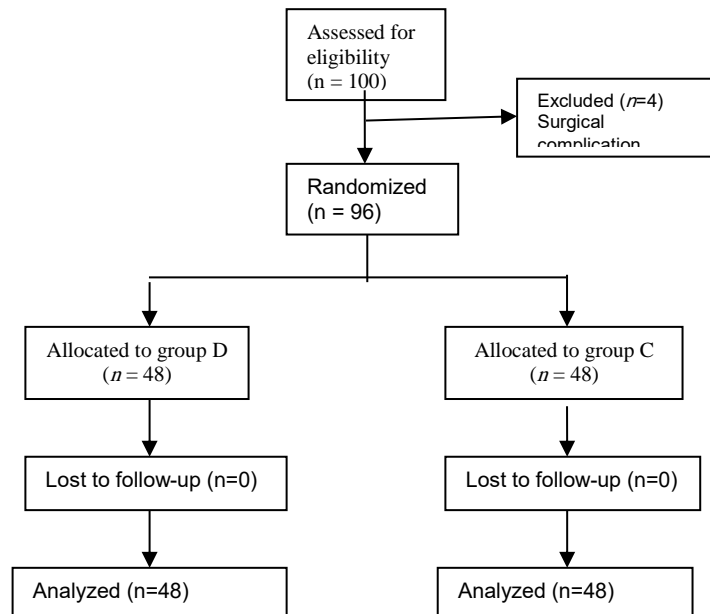 Assessed for
eligibility
(n = 100)
Excluded (n=4)
Surgical
complication
Randomized
(n = 96)
Allocated to group D
(n = 48)
Allocated to group C
(n = 48)
Lost to follow-up (n=0)
Lost to follow-up (n=0)
Analyzed (n=48)
Analyzed (n=48)